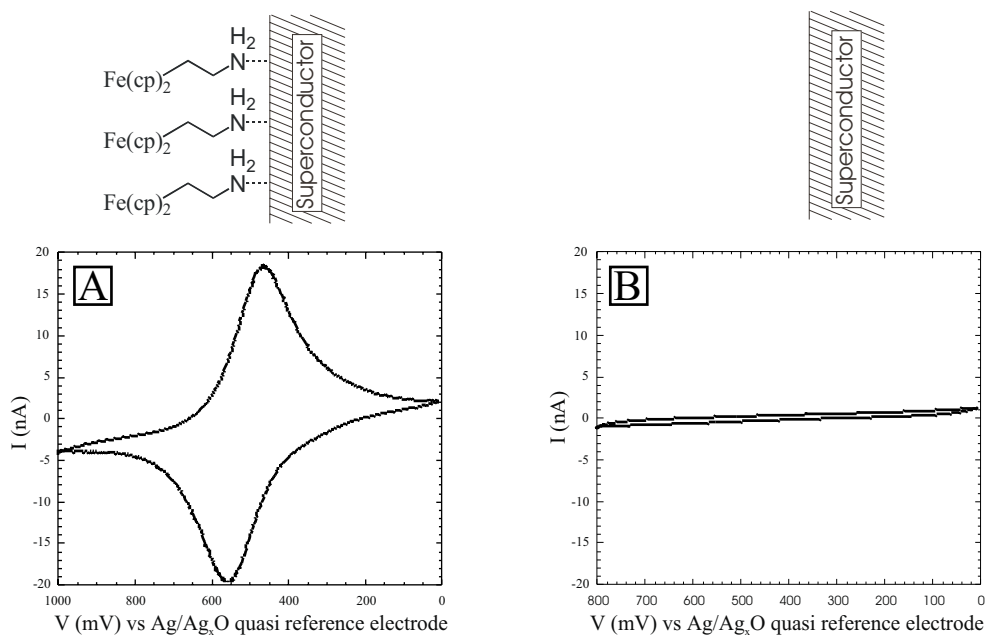 H2
N
Fe(cp)2
H2
N
Fe(cp)2
H2
N
Fe(cp)2
Superconductor
Superconductor
A
20
15
10
5
0
-5
-10
-15
-20
I (nA)
1000 800 600 400 200 0
V (mV) vs Ag/AgxO quasi reference electrode
B
20
15
10
5
0
-5
-10
-15
-20
I (nA)
800 700 600 500 400 300 200 100 0
V (mV) vs Ag/AgxO quasi reference electrode